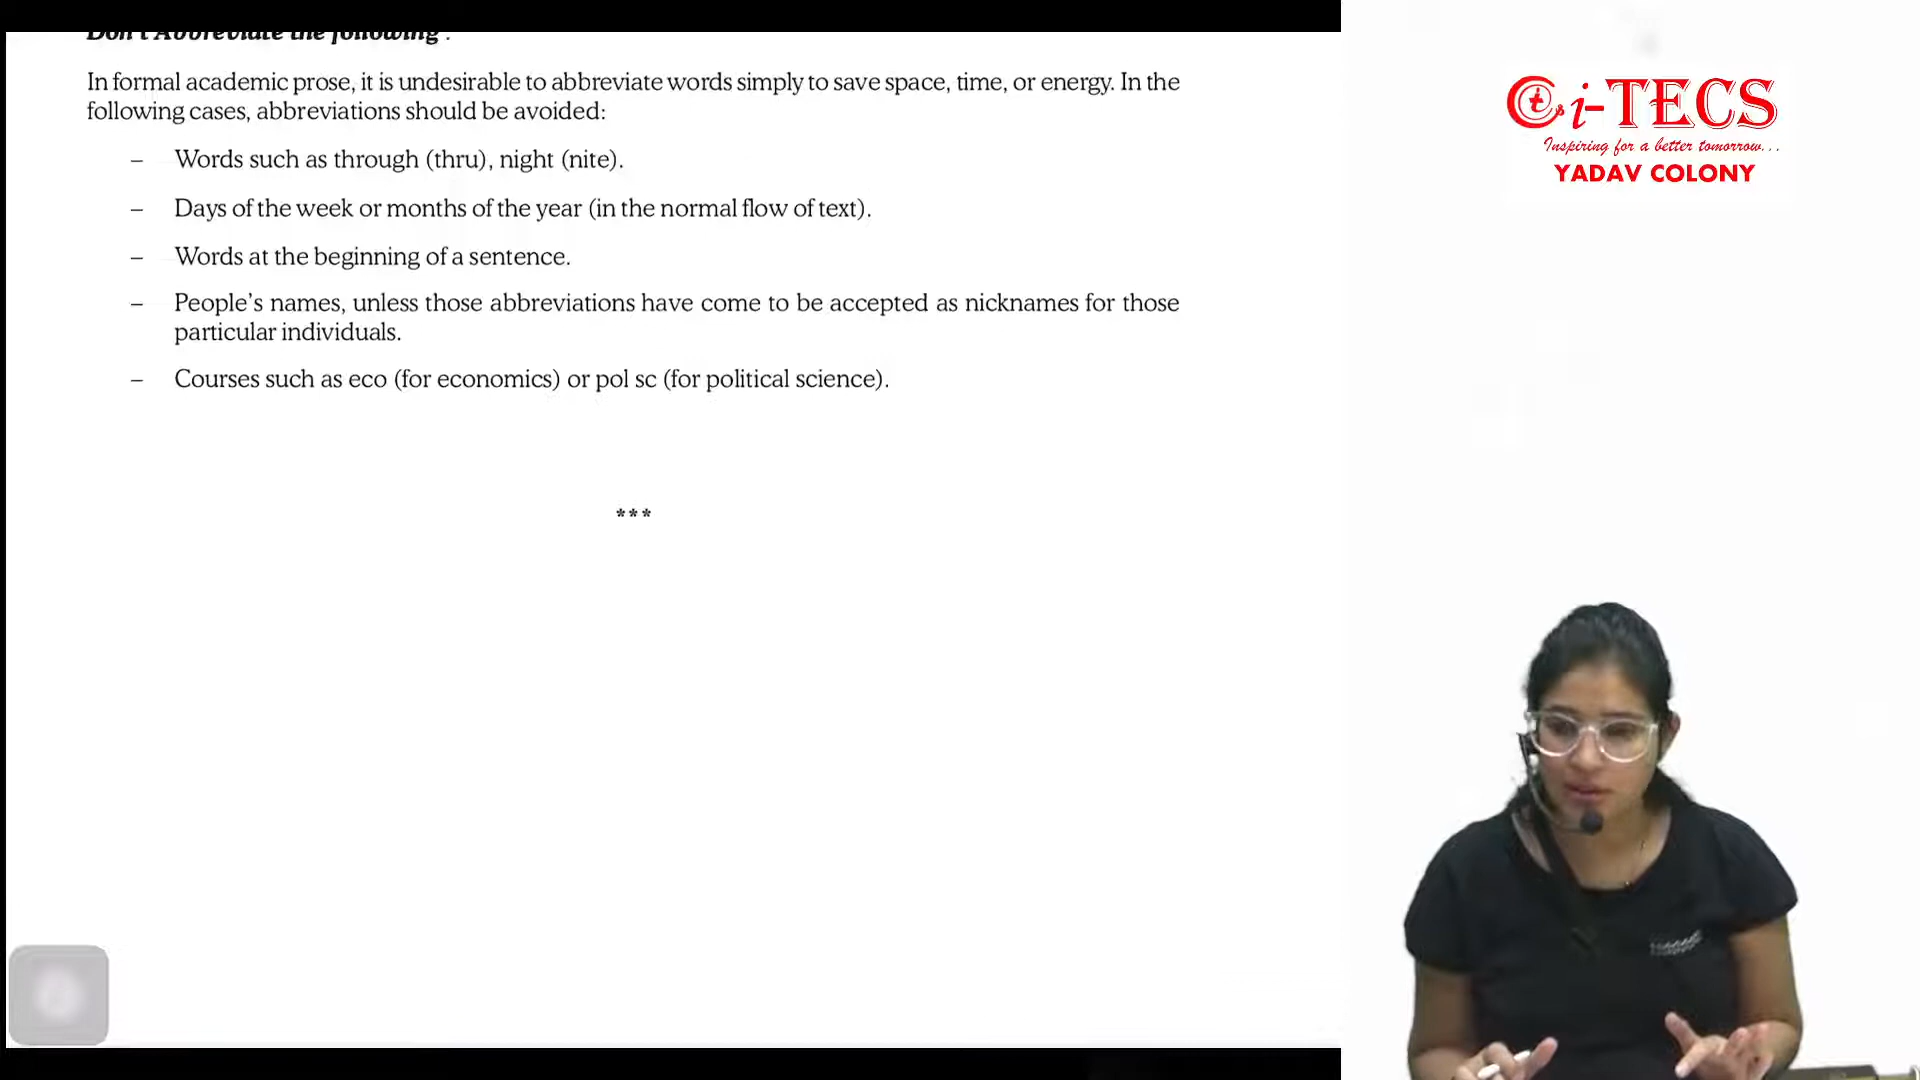 Don't Abbreviate the following :
In formal academic prose, it is undesirable to abbreviate words simply to save space, time, or energy. In the
following cases, abbreviations should be avoided:
– Words such as through (thru), night (nite).
– Days of the week or months of the year (in the normal flow of text).
– Words at the beginning of a sentence.
– People's names, unless those abbreviations have come to be accepted as nicknames for those
particular individuals.
– Courses such as eco (for economics) or pol sc (for political science).
***
i-TECS
Inspiring for a better tomorrow...
YADAV COLONY